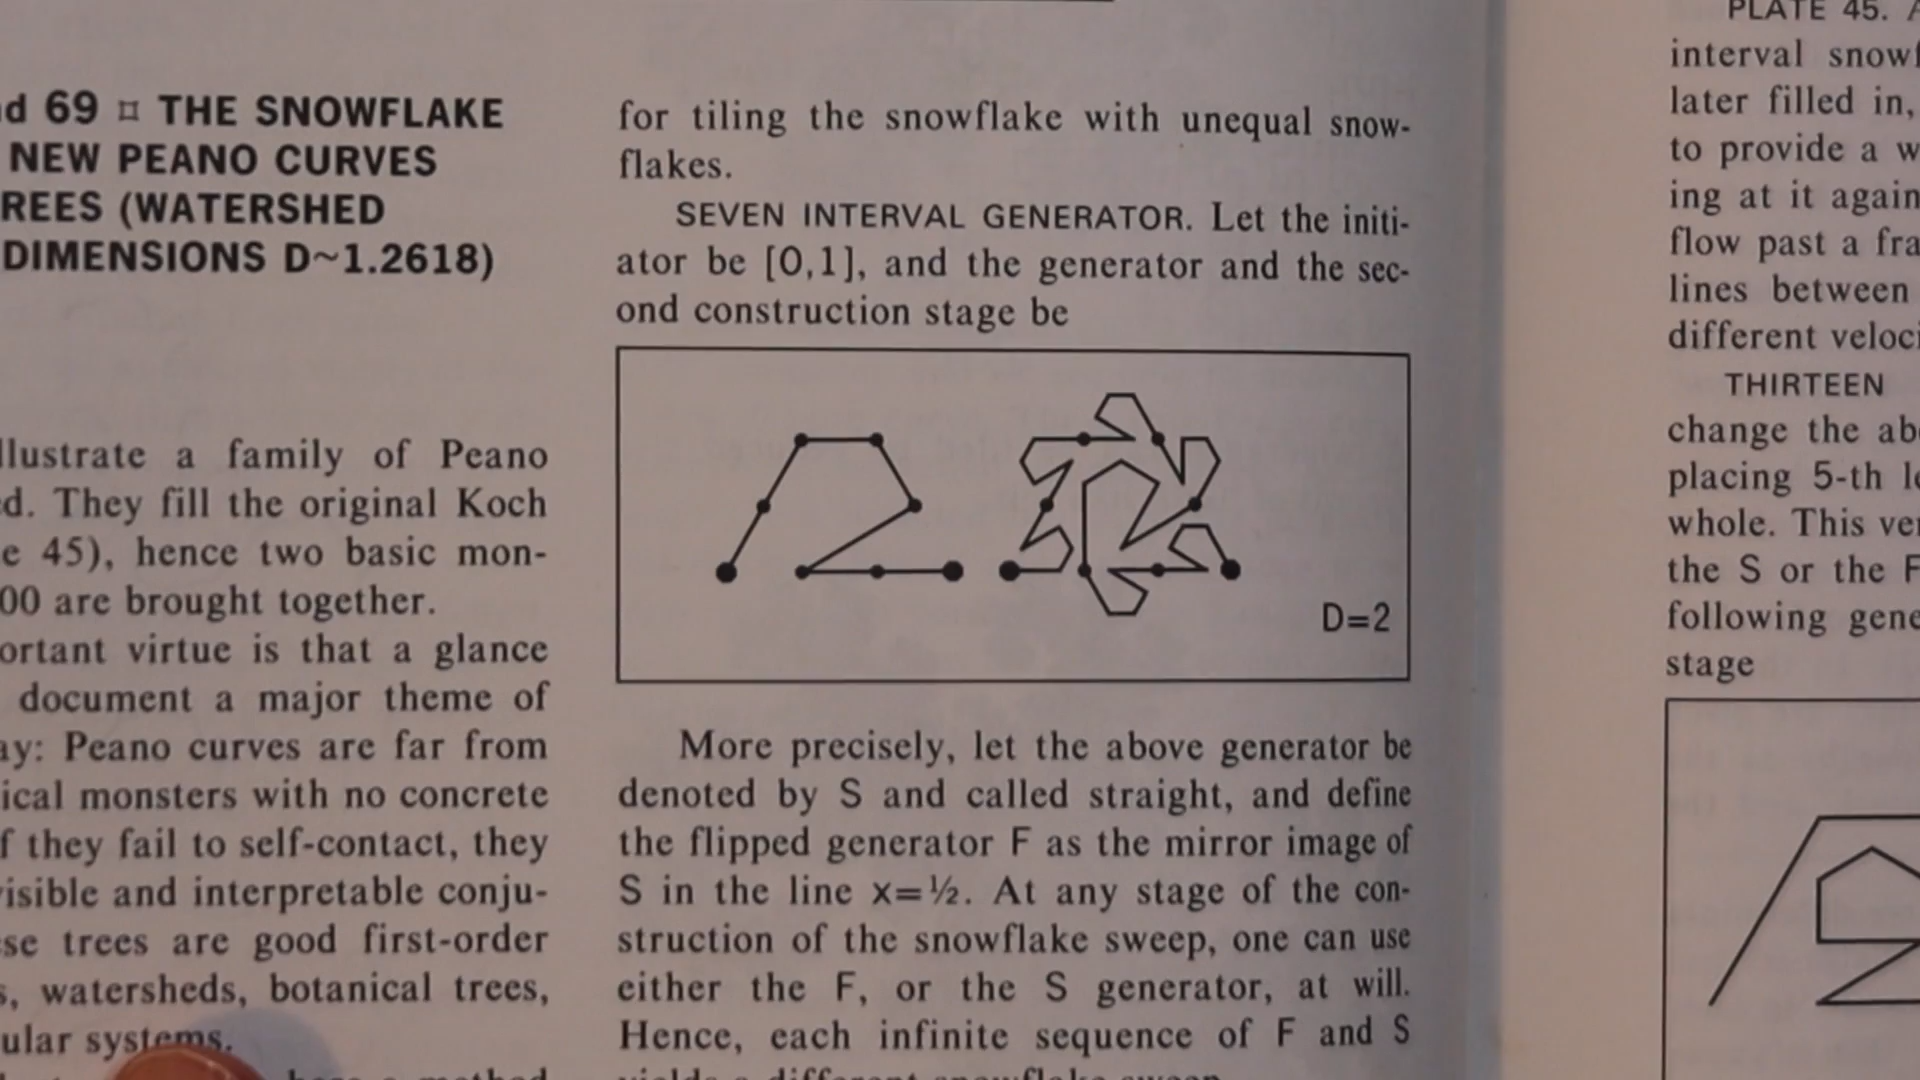 69 ¤ THE SNOWFLAKE
NEW PEANO CURVES
REES (WATERSHED
DIMENSIONS D~1.2618)
llustrate a family of Peano
d. They fill the original Koch
e 45), hence two basic mon-
00 are brought together.
ortant virtue is that a glance
document a major theme of
ay: Peano curves are far from
ical monsters with no concrete
f they fail to self-contact, they
visible and interpretable conju-
se trees are good first-order
s, watersheds, botanical trees,
ular systems.
for tiling the snowflake with unequal snow-
flakes.
SEVEN INTERVAL GENERATOR. Let the initi-
ator be [0,1], and the generator and the sec-
ond construction stage be
D=2
More precisely, let the above generator be
denoted by S and called straight, and define
the flipped generator F as the mirror image of
S in the line x=½. At any stage of the con-
struction of the snowflake sweep, one can use
either the F, or the S generator, at will.
Hence, each infinite sequence of F and S
PLATE 45. A
interval snowf
later filled in,
to provide a w
ing at it again
flow past a fra
lines between
different veloci
THIRTEEN
change the abo
placing 5-th le
whole. This ver
the S or the F
following gene
stage